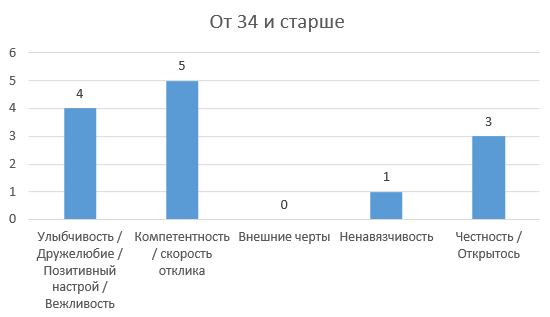 От 34 и старше
6
5
4
3
2
1
0
4
5
0
1
3
Улыбчивость /
Дружелюбие /
Позитивный
настрой /
Вежливость
Компетентность
/ скорость
отклика
Внешние черты
Ненавязчивость
Честность /
Открытось